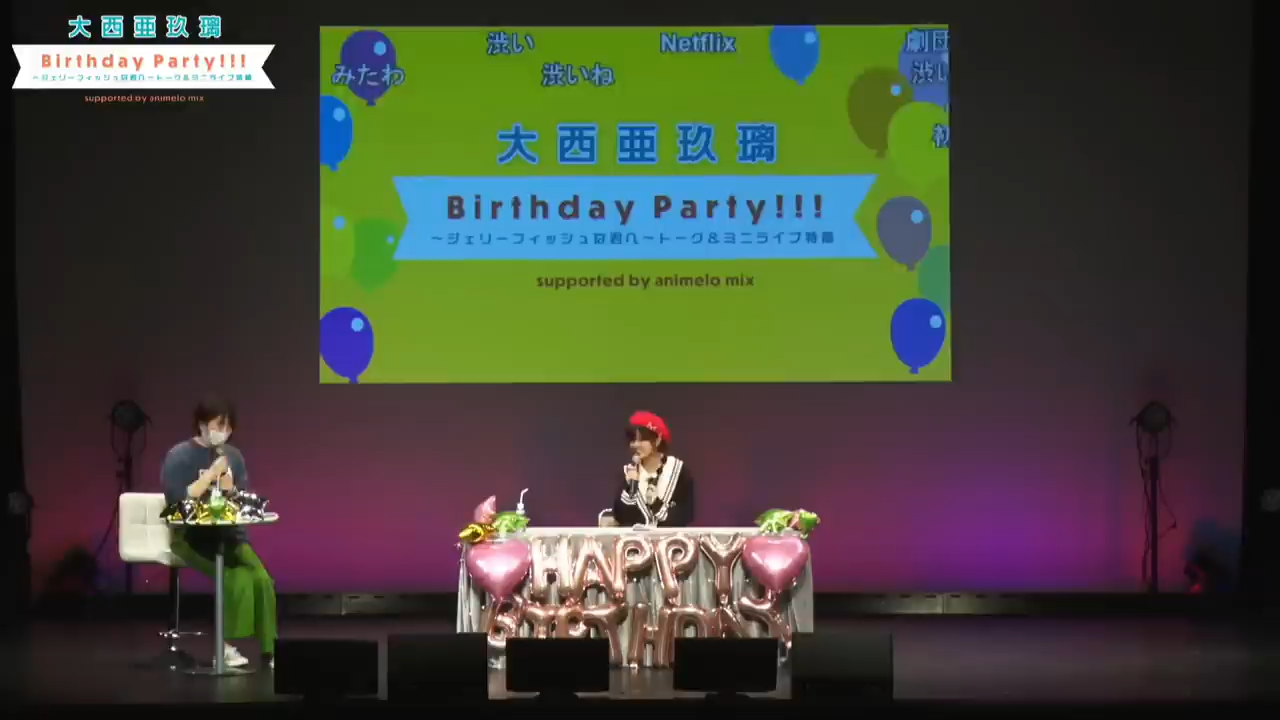 大西亜玖璃
Birthday Party!!!
～ジェリーフィッシュな君へ～トーク&ミニライブ特番
supported by animelo mix
渋い
Netflix
劇団
みたわ
渋いね
渋い
大西亜玖璃
Birthday Party!!!
～ジェリーフィッシュな君へ～トーク&ミニライブ特番
supported by animelo mix
HAPPY
BIRTHDAY